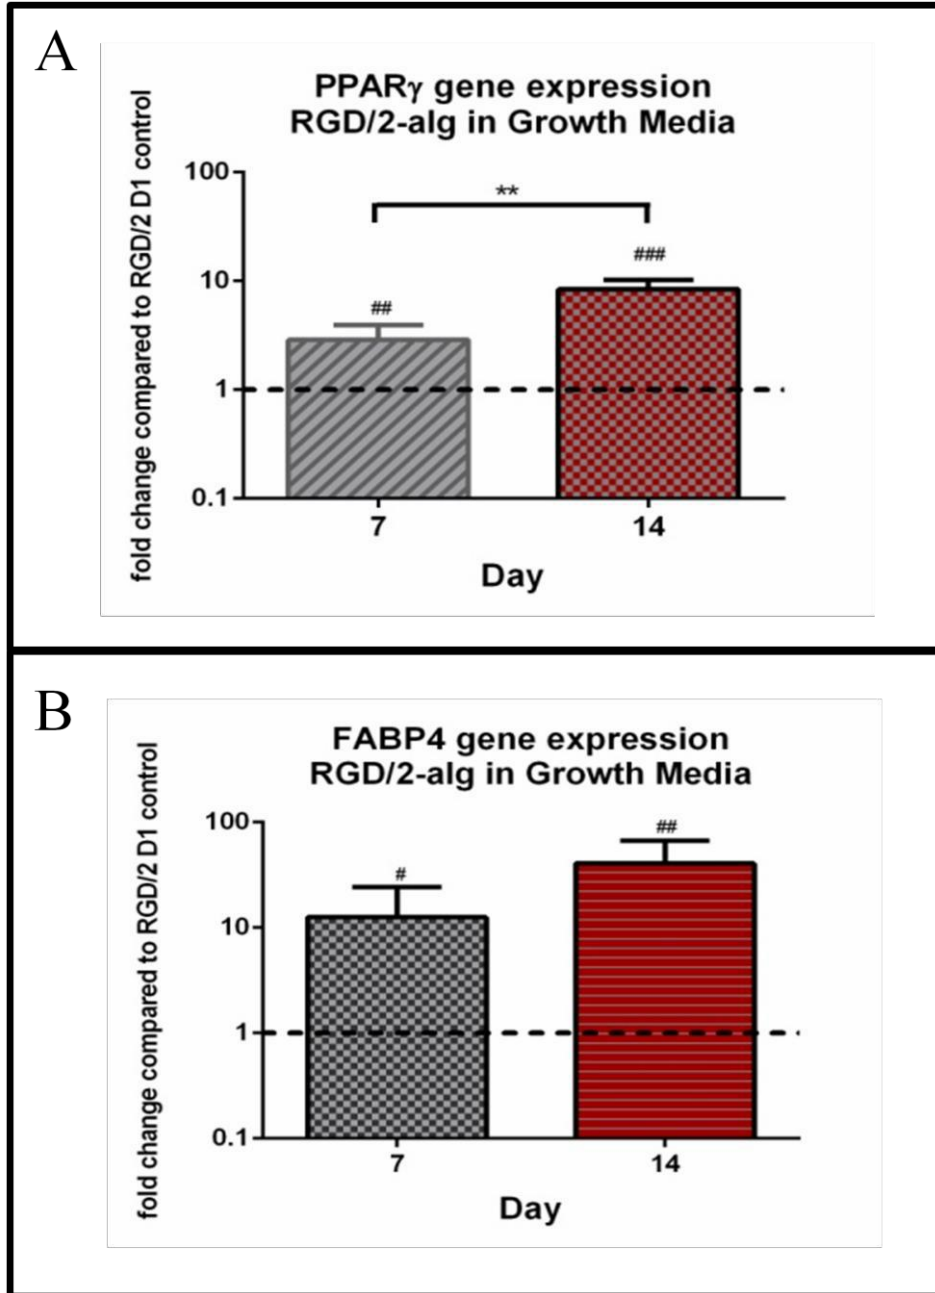 A
PPARγ gene expression
RGD/2-alg in Growth Media
fold change compared to RGD/2 D1 control
100
10
1
0.1
**
##
###
7
14
Day
B
FABP4 gene expression
RGD/2-alg in Growth Media
fold change compared to RGD/2 D1 control
100
10
1
0.1
#
##
7
14
Day